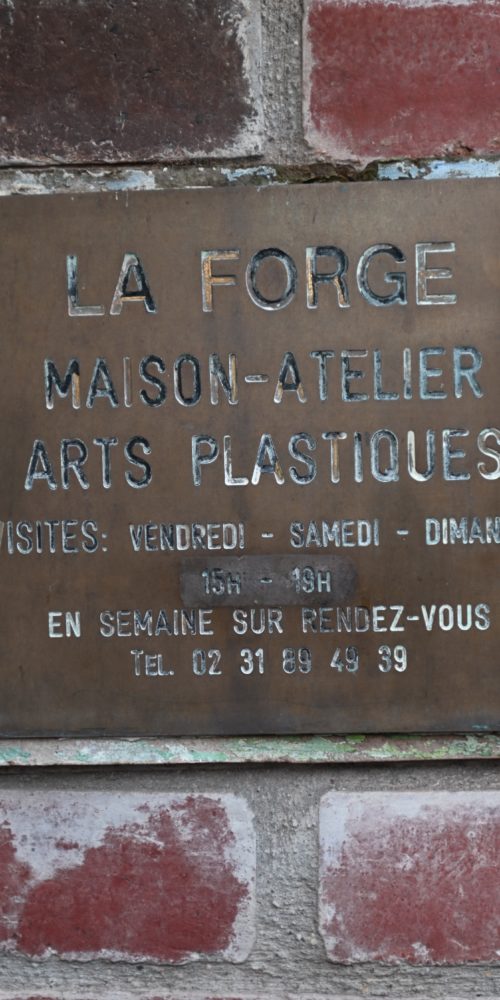 LA FORGE
MAISON-ATELIER
ARTS PLASTIQUES
VISITES: VENDREDI - SAMEDI - DIMAN
15H - 19H
EN SEMAINE SUR RENDEZ-VOUS
TEL. 02 31 89 49 39